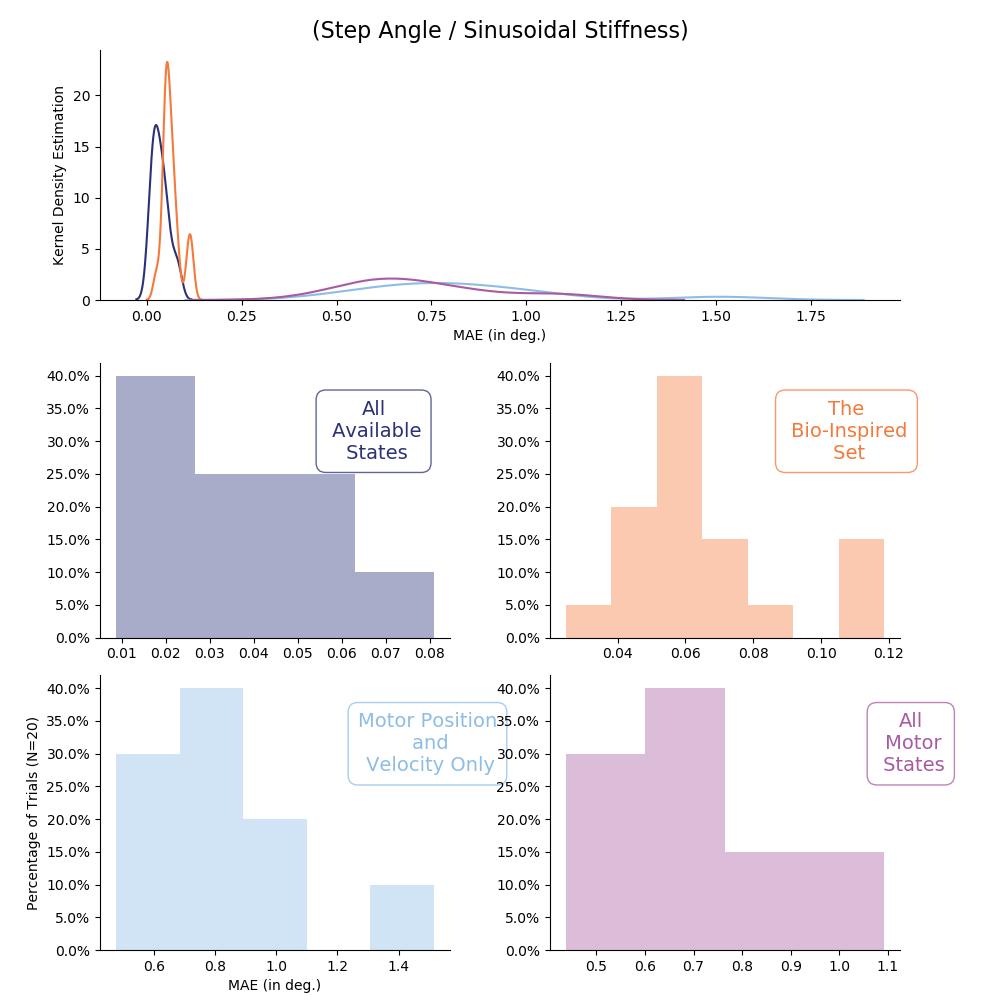 (Step Angle / Sinusoidal Stiffness)
Kernel Density Estimation
20
15
10
5
0
0.00 0.25 0.50 0.75 1.00 1.25 1.50 1.75
MAE (in deg.)
40.0%
35.0%
30.0%
25.0%
20.0%
15.0%
10.0%
5.0%
0.0%
All
Available
States
0.01 0.02 0.03 0.04 0.05 0.06 0.07 0.08
40.0%
35.0%
30.0%
25.0%
20.0%
15.0%
10.0%
5.0%
0.0%
The
Bio-Inspired
Set
0.04 0.06 0.08 0.10 0.12
Percentage of Trials (N=20)
40.0%
35.0%
30.0%
25.0%
20.0%
15.0%
10.0%
5.0%
0.0%
Motor Position
and
Velocity Only
0.6 0.8 1.0 1.2 1.4
MAE (in deg.)
40.0%
35.0%
30.0%
25.0%
20.0%
15.0%
10.0%
5.0%
0.0%
All
Motor
States
0.5 0.6 0.7 0.8 0.9 1.0 1.1